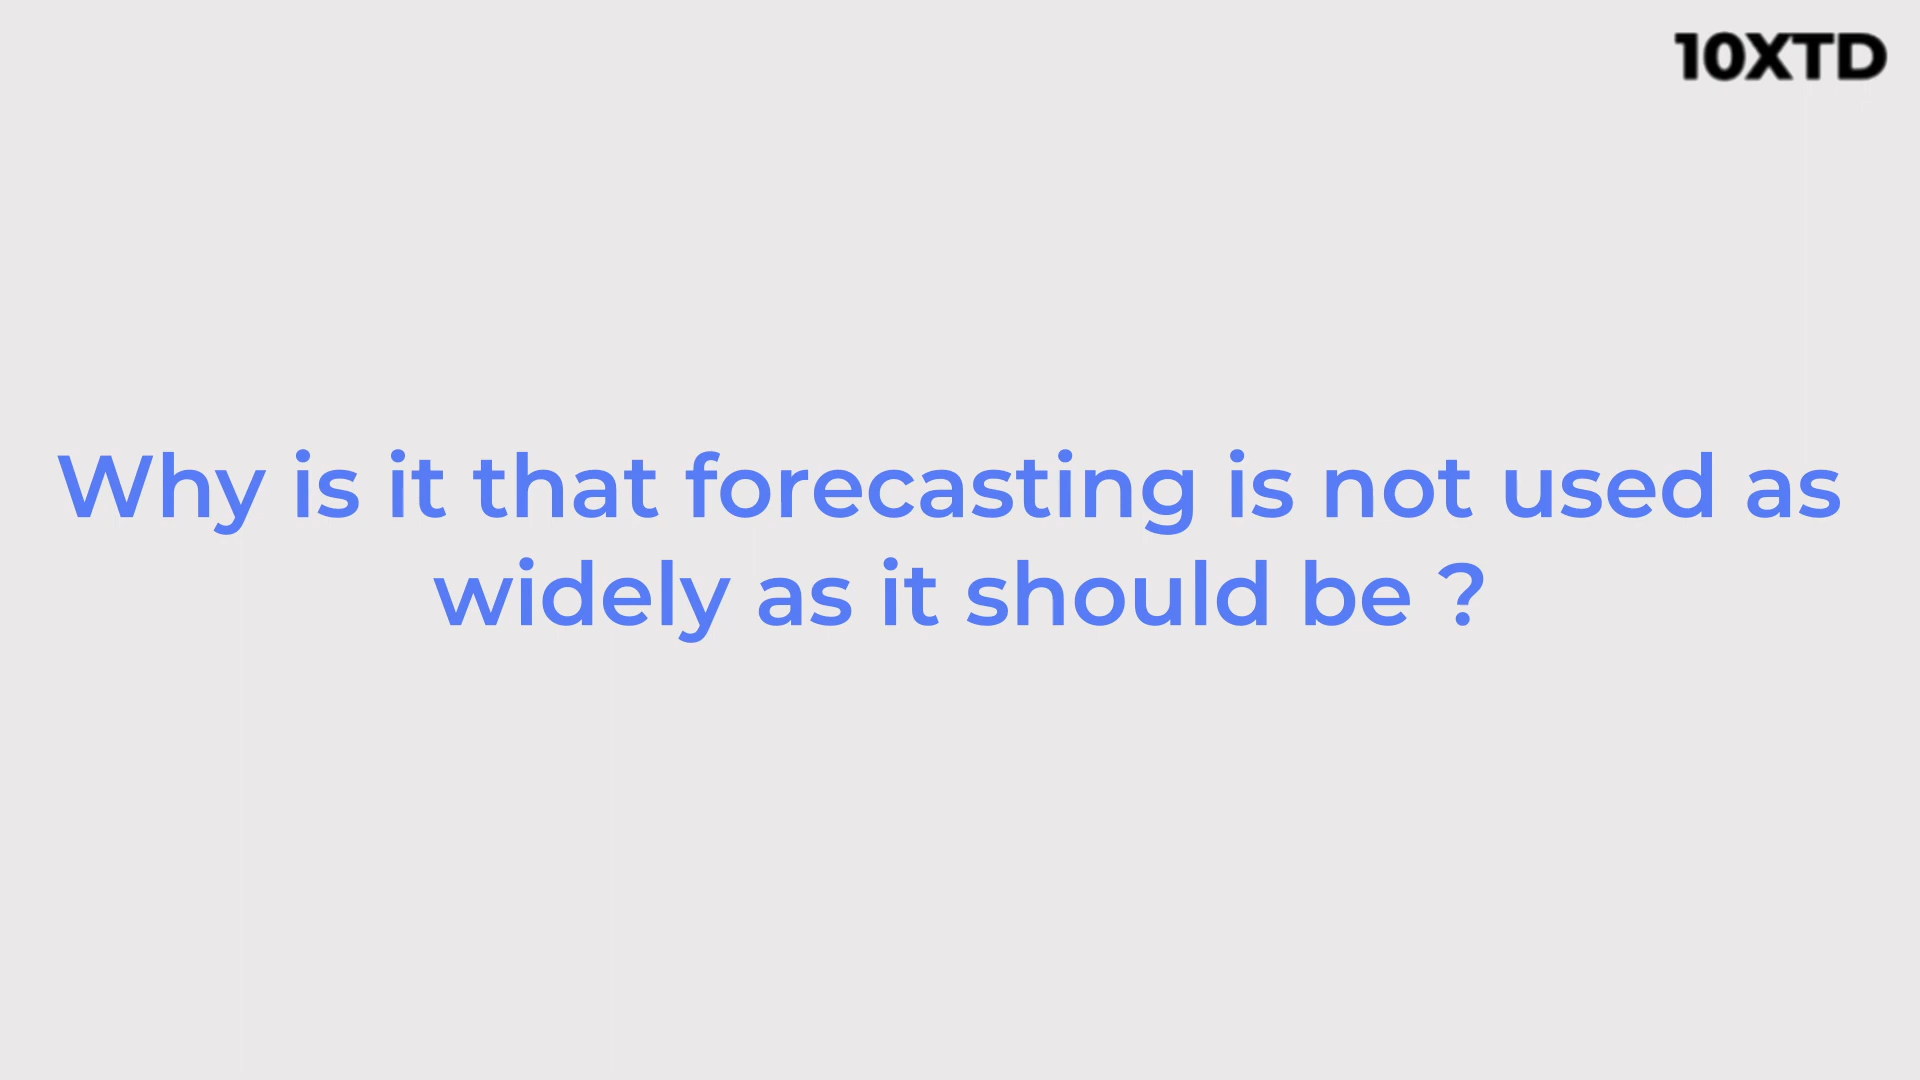 10XTD
Why is it that forecasting is not used as
widely as it should be ?